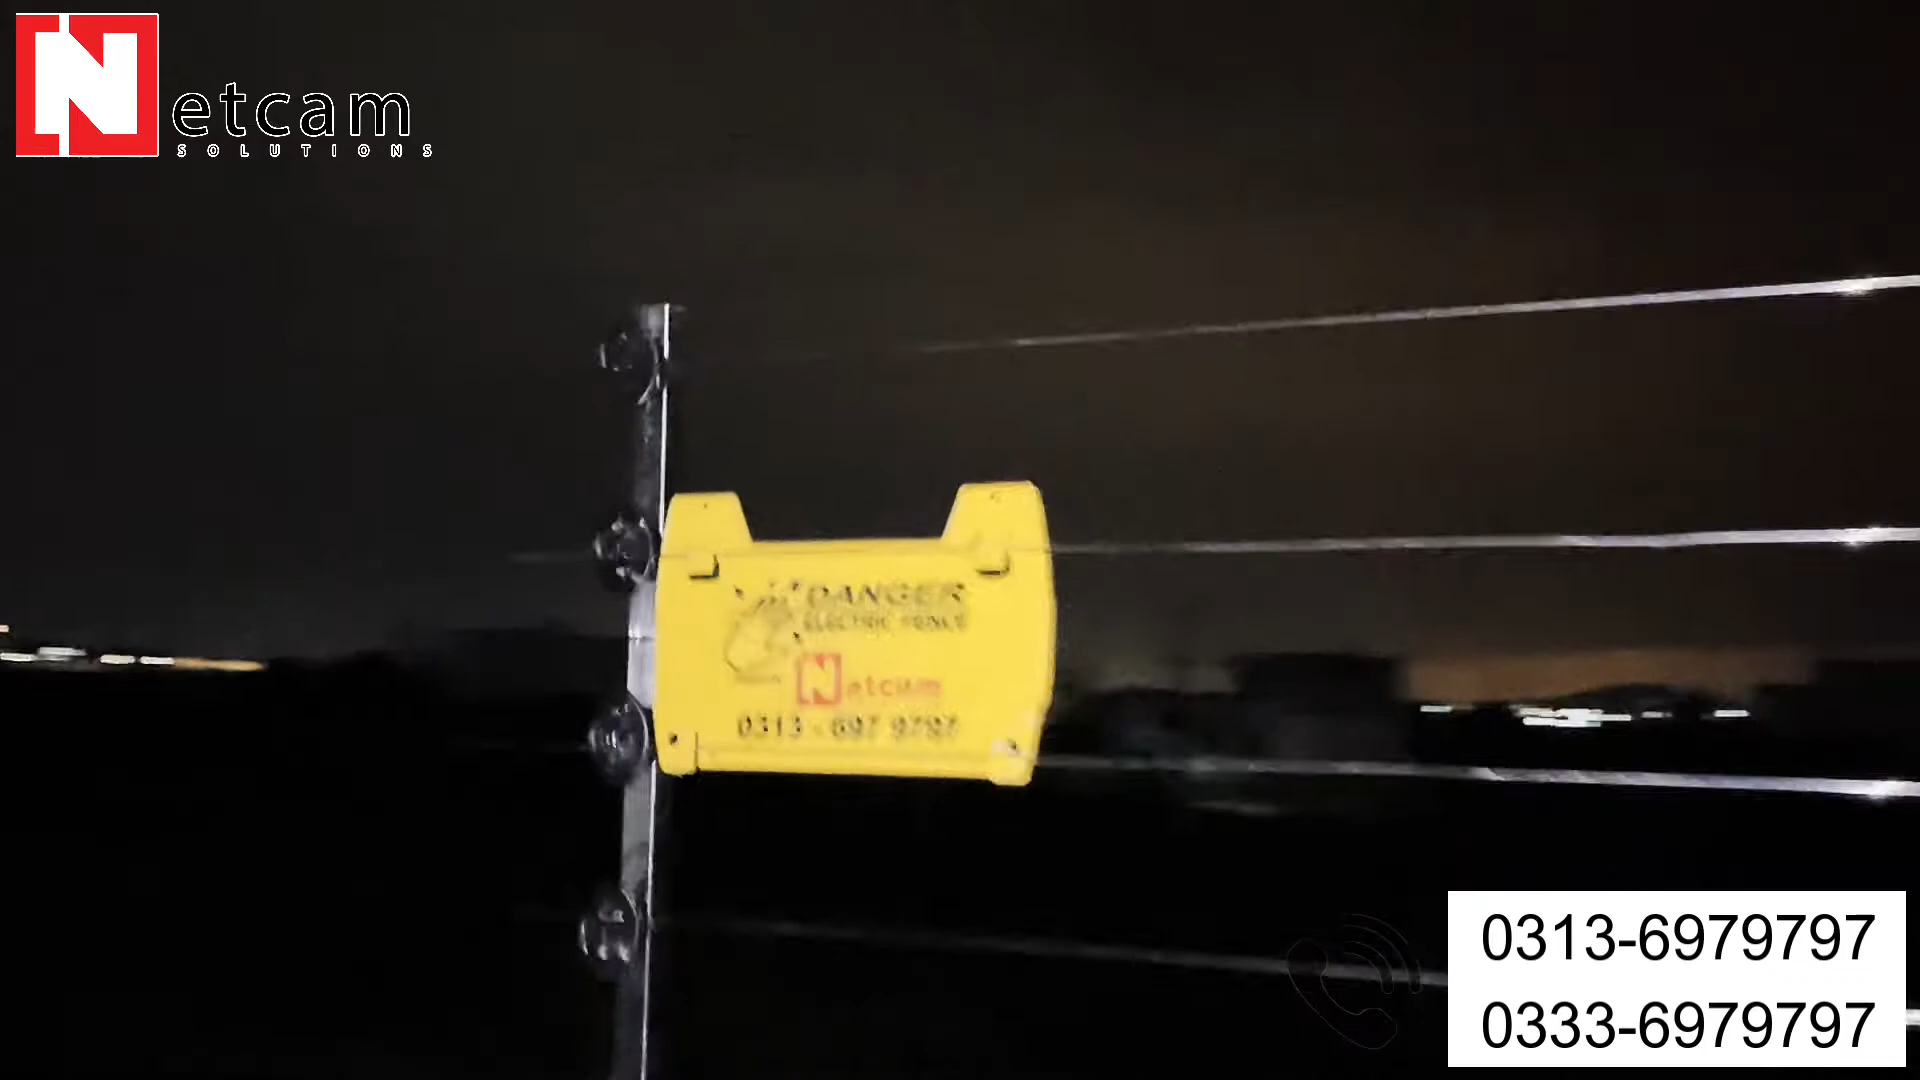 Netcam
SOLUTIONS
DANGER
ELECTRIC FENCE
Netcam
0313 - 697 9797
0313-6979797
0333-6979797